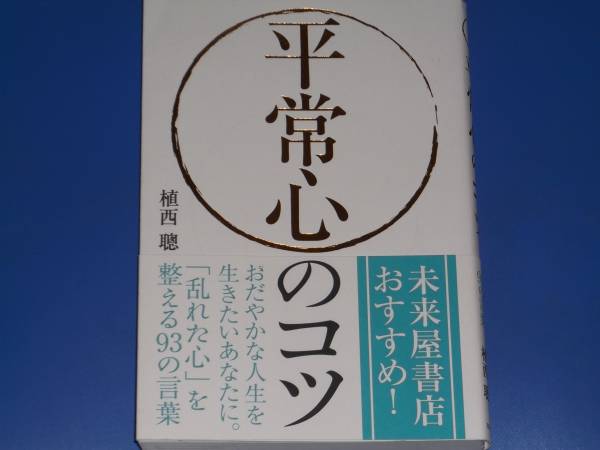 平常心のコツ
植西 聰
未来屋書店
おすすめ！
おだやかな人生を
生きたいあなたに。
「乱れた心」を
整える93の言葉